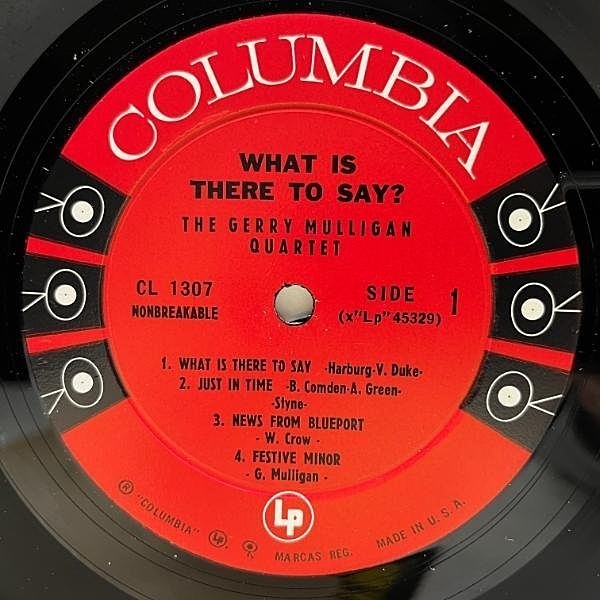 COLUMBIA
WHAT IS
THERE TO SAY?
THE GERRY MULLIGAN
QUARTET
CL 1307
NONBREAKABLE
SIDE 1
(x"Lp" 45329)
1. WHAT IS THERE TO SAY -Harburg-V. Duke-
2. JUST IN TIME -B. Comden-A. Green-
-Styne-
3. NEWS FROM BLUEPORT
- W. Crow -
4. FESTIVE MINOR
- G. Mulligan -
Lp
® "COLUMBIA" Lp. MARCAS REG. MADE IN U. S. A.